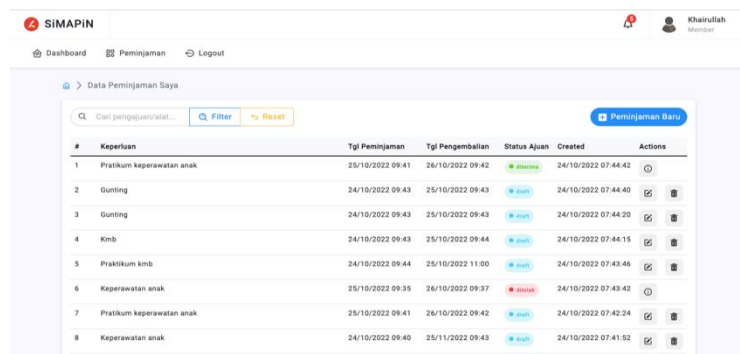 SiMAPiN
Khairullah
Member
Dashboard Peminjaman Logout
> Data Peminjaman Saya
Cari pengajuan/alat... Filter Reset Peminjaman Baru
# Keperluan Tgl Peminjaman Tgl Pengembalian Status Ajuan Created Actions
1 Pratikum keperawatan anak 25/10/2022 09:41 26/10/2022 09:42 diterima 24/10/2022 07:44:42
2 Gunting 24/10/2022 09:43 25/10/2022 09:43 draft 24/10/2022 07:44:40
3 Gunting 24/10/2022 09:43 25/10/2022 09:43 draft 24/10/2022 07:44:20
4 Kmb 24/10/2022 09:43 25/10/2022 09:44 draft 24/10/2022 07:44:15
5 Praktikum kmb 24/10/2022 09:44 25/10/2022 11:00 draft 24/10/2022 07:43:46
6 Keperawatan anak 25/10/2022 09:35 26/10/2022 09:37 ditolak 24/10/2022 07:43:42
7 Pratikum keperawatan anak 25/10/2022 09:41 26/10/2022 09:42 draft 24/10/2022 07:42:24
8 Keperawatan anak 24/10/2022 09:40 25/11/2022 09:43 draft 24/10/2022 07:41:52